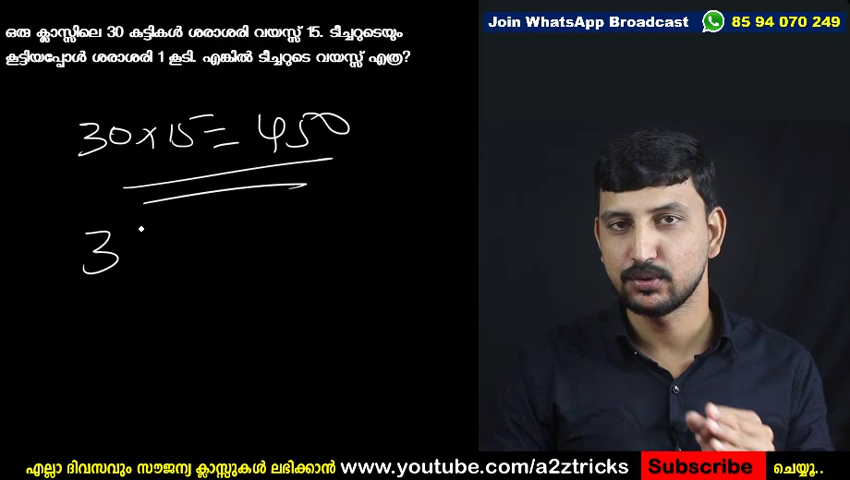 ഒരു ക്ലാസ്സിലെ 30 കുട്ടികൾ ശരാശരി വയസ്സ് 15. ടീച്ചറുടെയും
കൂട്ടിയപ്പോൾ ശരാശരി 1 കൂടി. എങ്കിൽ ടീച്ചറുടെ വയസ്സ് എത്ര?
Join WhatsApp Broadcast 85 94 070 249
30 × 15 = 450
3
എല്ലാ ദിവസവും സൗജന്യ ക്ലാസ്സുകൾ ലഭിക്കാൻ www.youtube.com/a2ztricks Subscribe ചെയ്യൂ..